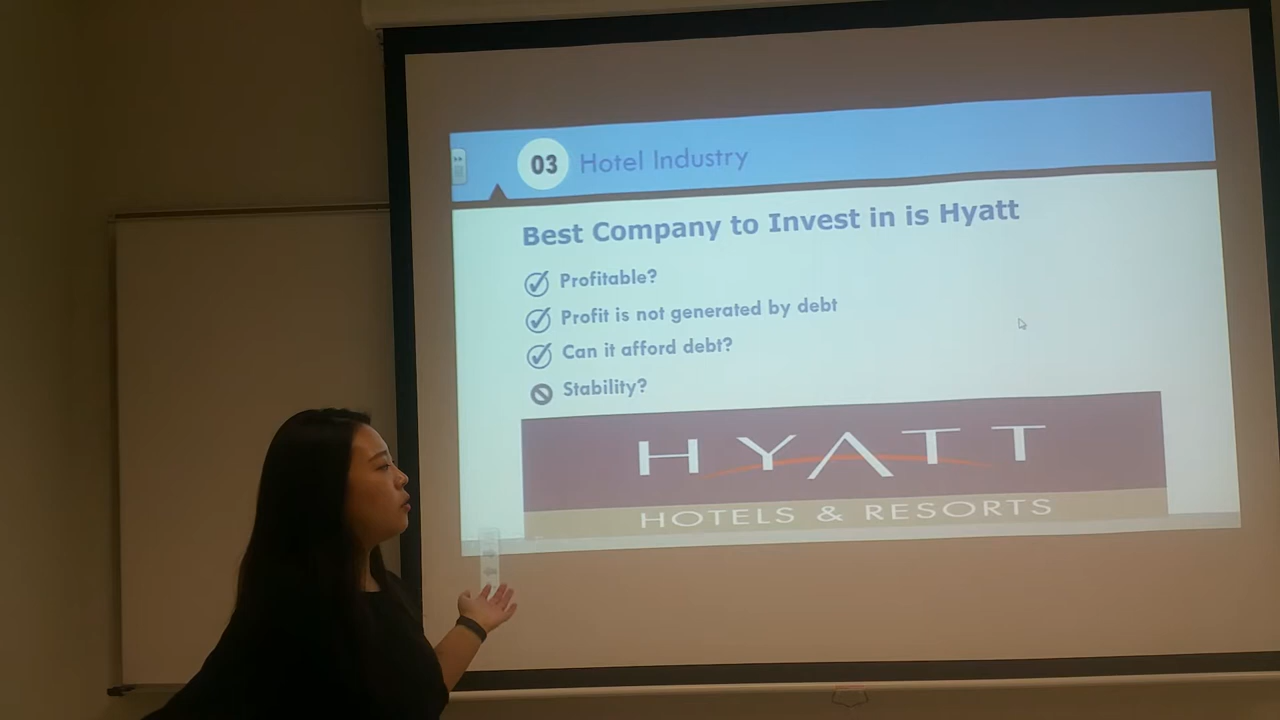 03 Hotel Industry
Best Company to Invest in is Hyatt
Profitable?
Profit is not generated by debt
Can it afford debt?
Stability?
HYATT
HOTELS & RESORTS